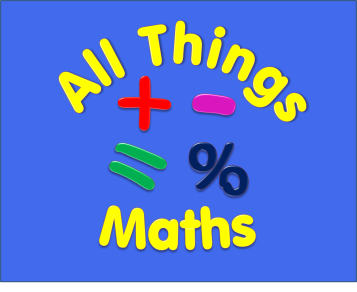 All Things
+ -
= %
Maths